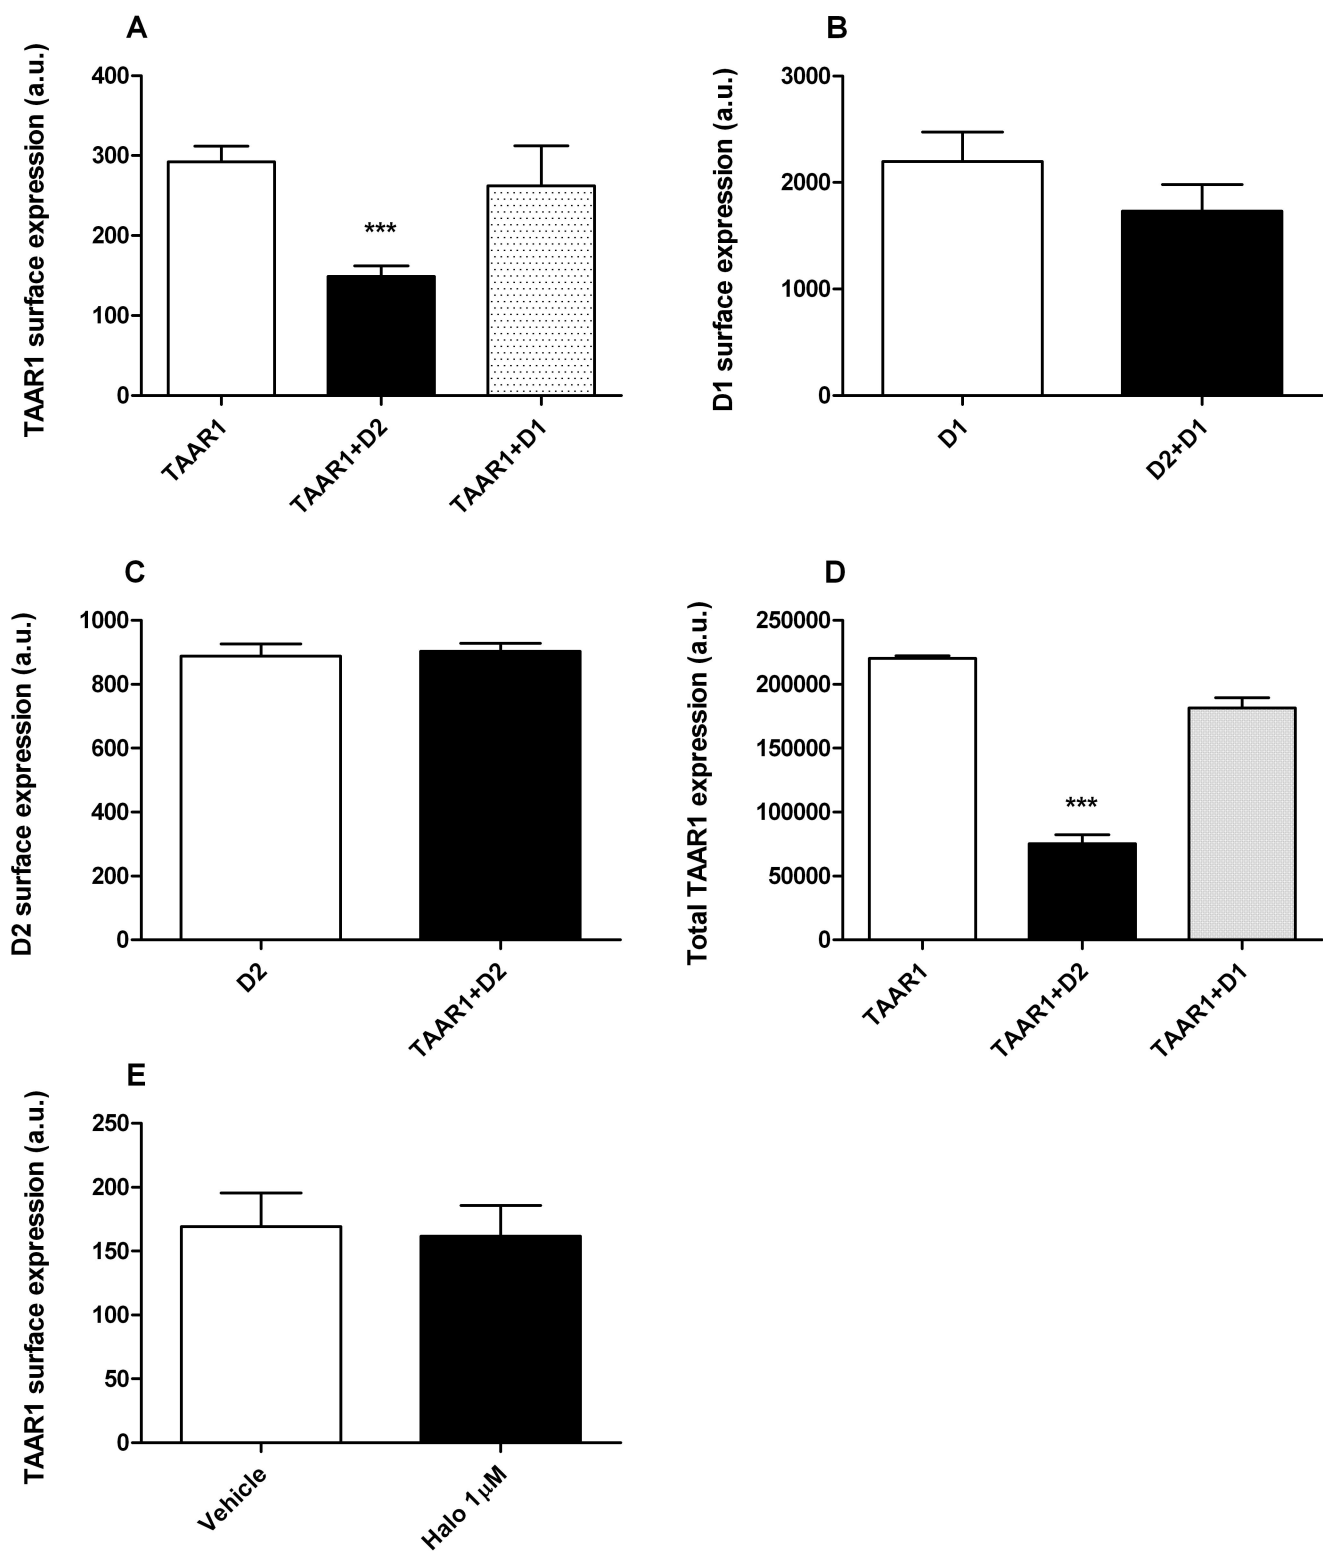 A
TAAR1 surface expression (a.u.)
400
300
200
100
0
***
TAAR1
TAAR1+D2
TAAR1+D1
B
D1 surface expression (a.u.)
3000
2000
1000
0
D1
D2+D1
C
D2 surface expression (a.u.)
1000
800
600
400
200
0
D2
TAAR1+D2
D
Total TAAR1 expression (a.u.)
250000
200000
150000
100000
50000
0
***
TAAR1
TAAR1+D2
TAAR1+D1
E
TAAR1 surface expression (a.u.)
250
200
150
100
50
0
Vehicle
Halo 1μM